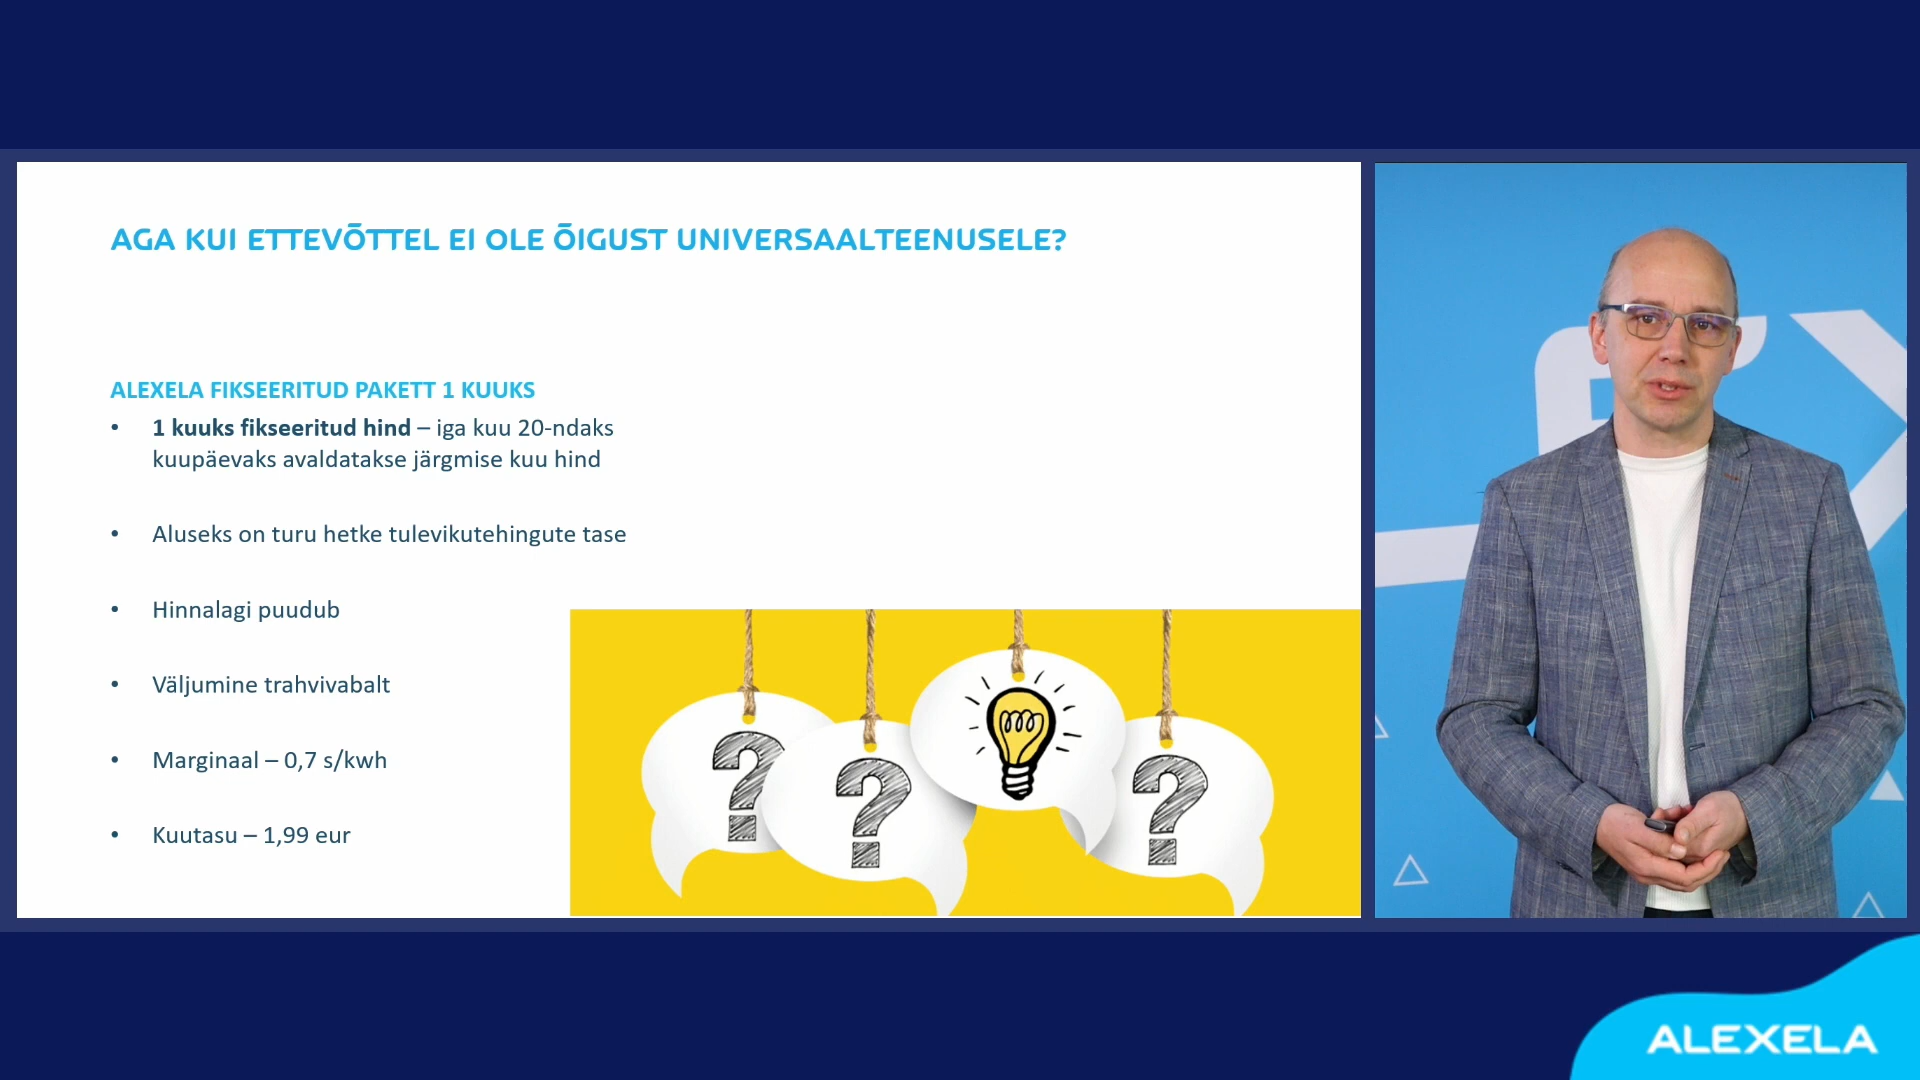 AGA KUI ETTEVÕTTEL EI OLE ÕIGUST UNIVERSAALTEENUSELE?
ALEXELA FIKSEERITUD PAKETT 1 KUUKS
• 1 kuuks fikseeritud hind – iga kuu 20-ndaks
kuupäevaks avaldatakse järgmise kuu hind
• Aluseks on turu hetke tulevikutehingute tase
• Hinnalagi puudub
• Väljumine trahvivabalt
• Marginaal – 0,7 s/kwh
• Kuutasu – 1,99 eur
? ? ?
ALEXELA